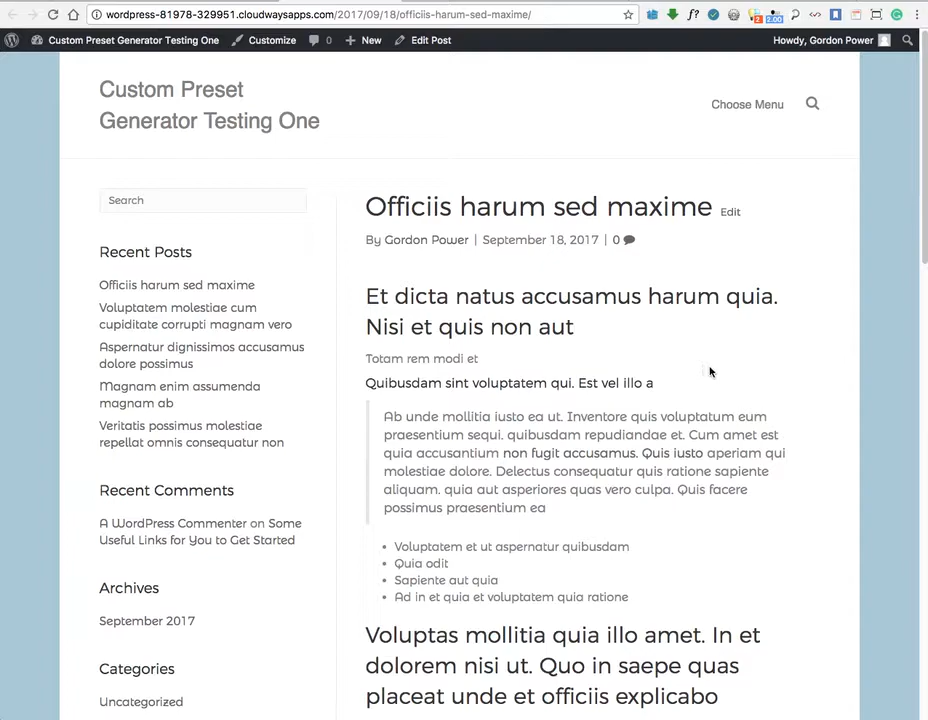 wordpress-81978-329951.cloudwaysapps.com/2017/09/18/officiis-harum-sed-maxime/
f?
2
2.00
Custom Preset Generator Testing One
Customize
0
New
Edit Post
Howdy, Gordon Power
Custom Preset
Generator Testing One
Choose Menu
Search
Recent Posts
Officiis harum sed maxime
Voluptatem molestiae cum
cupiditate corrupti magnam vero
Aspernatur dignissimos accusamus
dolore possimus
Magnam enim assumenda
magnam ab
Veritatis possimus molestiae
repellat omnis consequatur non
Recent Comments
A WordPress Commenter on Some
Useful Links for You to Get Started
Archives
September 2017
Categories
Uncategorized
Officiis harum sed maxime Edit
By Gordon Power | September 18, 2017 | 0
Et dicta natus accusamus harum quia.
Nisi et quis non aut
Totam rem modi et
Quibusdam sint voluptatem qui. Est vel illo a
Ab unde mollitia iusto ea ut. Inventore quis voluptatum eum
praesentium sequi. quibusdam repudiandae et. Cum amet est
quia accusantium non fugit accusamus. Quis iusto aperiam qui
molestiae dolore. Delectus consequatur quis ratione sapiente
aliquam. quia aut asperiores quas vero culpa. Quis facere
possimus praesentium ea
• Voluptatem et ut aspernatur quibusdam
• Quia odit
• Sapiente aut quia
• Ad in et quia et voluptatem quia ratione
Voluptas mollitia quia illo amet. In et
dolorem nisi ut. Quo in saepe quas
placeat unde et officiis explicabo